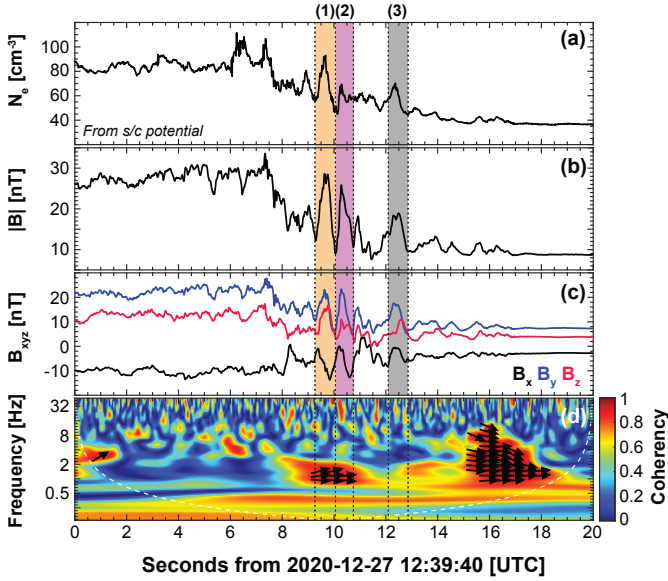 (1) (2) (3)
(a)
N_e [cm^-3]
100
80
60
40
From s/c potential
(b)
|B| [nT]
30
20
10
(c)
B_xyz [nT]
20
10
0
-10
B_x B_y B_z
(d)
Frequency [Hz]
32
8
2
0.5
1
0.8
0.6
0.4
0.2
0
Coherency
0 2 4 6 8 10 12 14 16 18 20
Seconds from 2020-12-27 12:39:40 [UTC]